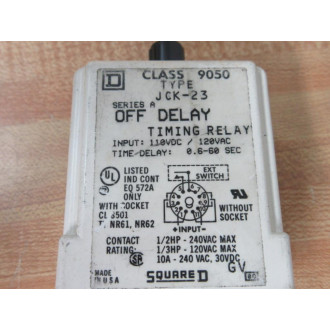 D
CLASS 9050
TYPE
JCK-23
SERIES A
OFF DELAY
TIMING RELAY
INPUT: 110VDC / 120VAC
TIME-DELAY: 0.6-60 SEC
UL
LISTED
IND CONT
EQ 572A
ONLY
WITH SOCKET
CL 8501
T. NR61, NR62
EXT
SWITCH
WITHOUT
SOCKET
+INPUT-
CONTACT
RATING:
1/2HP - 240VAC MAX
1/3HP - 120VAC MAX
10A - 240 VAC, 30VDC
MADE
IN USA
SQUARE D
GV